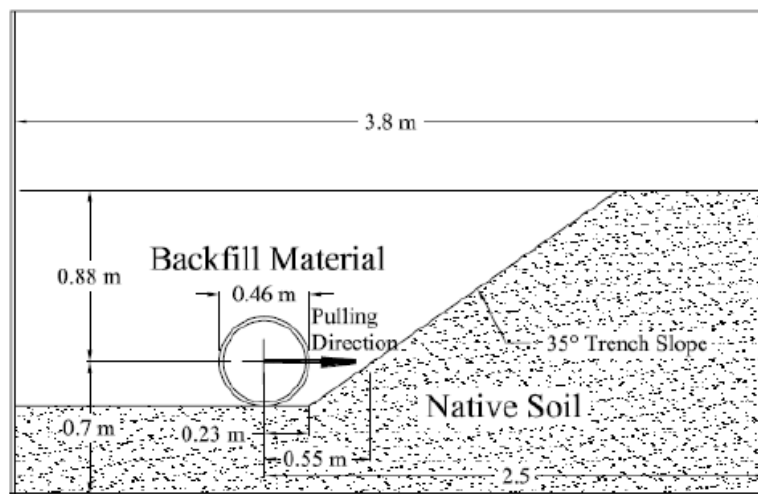 3.8 m
Backfill Material
0.88 m
0.46 m
Pulling
Direction
35° Trench Slope
Native Soil
0.7 m
0.23 m
0.55 m
2.5